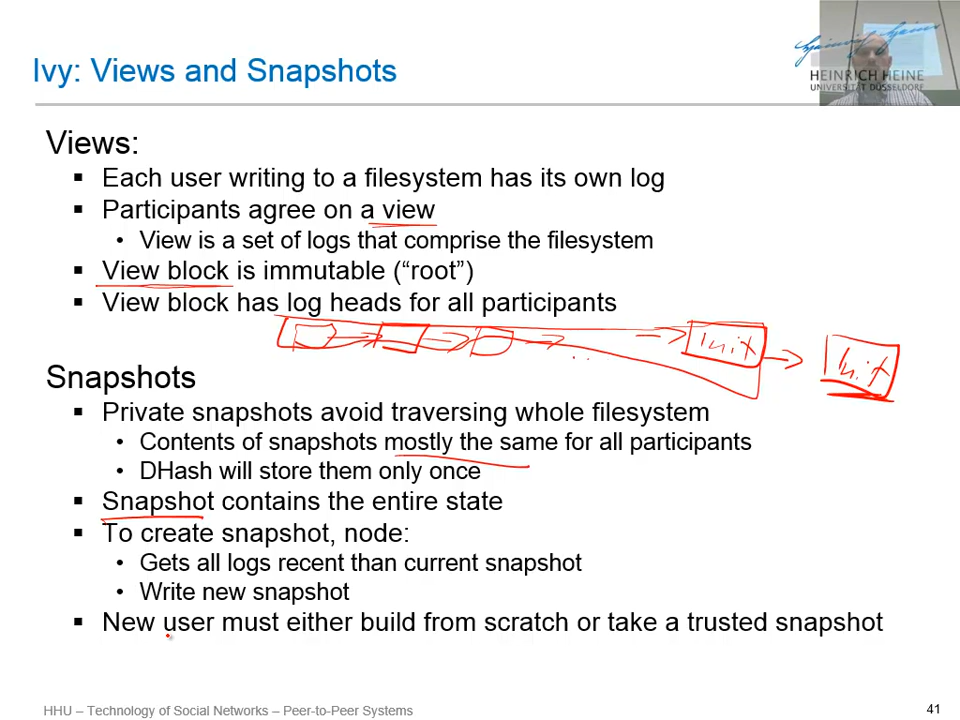 Ivy: Views and Snapshots
HEINRICH HEINE
UNIVERSITÄT DÜSSELDORF
Views:
▪ Each user writing to a filesystem has its own log
▪ Participants agree on a view
• View is a set of logs that comprise the filesystem
▪ View block is immutable (“root”)
▪ View block has log heads for all participants
Init
Init
Snapshots
▪ Private snapshots avoid traversing whole filesystem
• Contents of snapshots mostly the same for all participants
• DHash will store them only once
▪ Snapshot contains the entire state
▪ To create snapshot, node:
• Gets all logs recent than current snapshot
• Write new snapshot
▪ New user must either build from scratch or take a trusted snapshot
HHU – Technology of Social Networks – Peer-to-Peer Systems
41